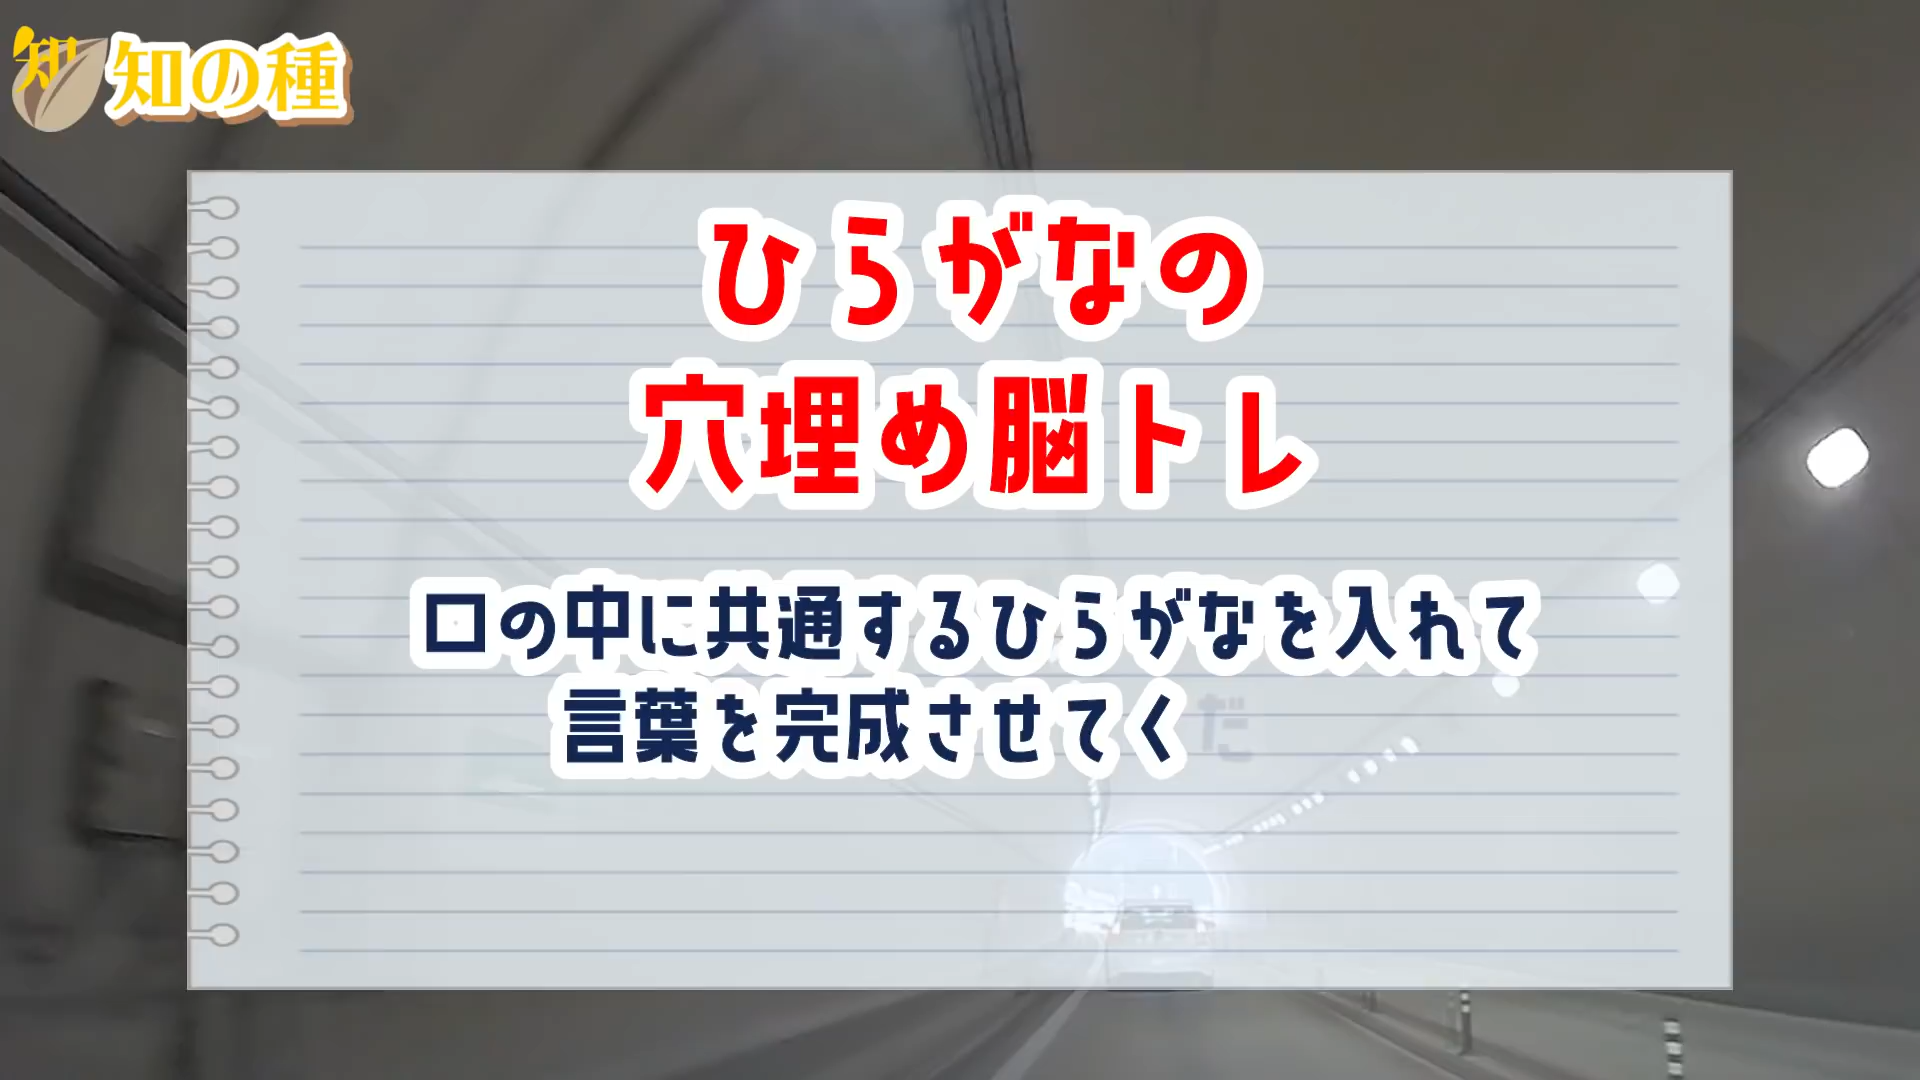 知の種
ひらがなの
穴埋め脳トレ
口の中に共通するひらがなを入れて
言葉を完成させてくだ